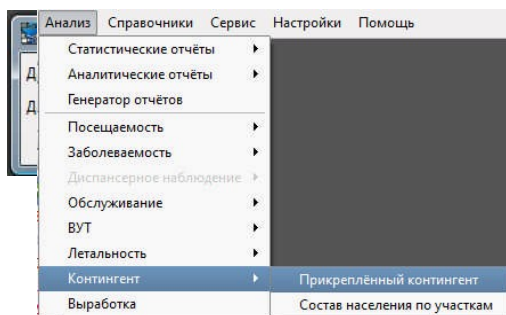 Анализ Справочники Сервис Настройки Помощь
Статистические отчёты
Д
Аналитические отчёты
Генератор отчётов
Д
Посещаемость
Заболеваемость
Диспансерное наблюдение
Обслуживание
ВУТ
Летальность
Контингент Прикреплённый контингент
Выработка Состав населения по участкам